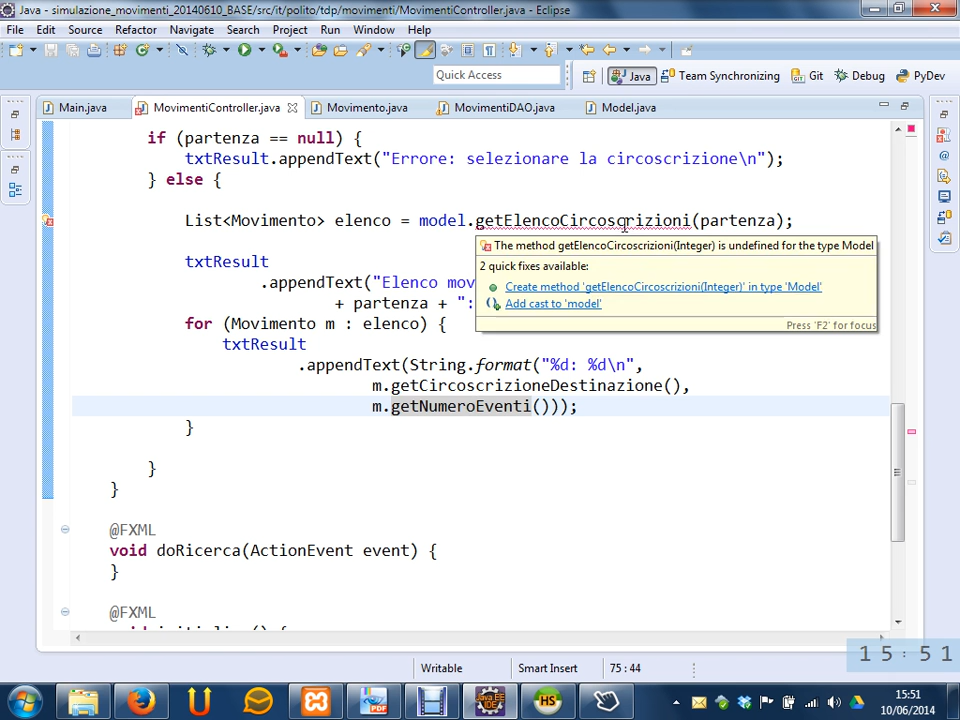 Java - simulazione_movimenti_20140610_BASE/src/it/polito/tdp/movimenti/MovimentiController.java - Eclipse
File Edit Source Refactor Navigate Search Project Run Window Help
Quick Access
Java Team Synchronizing Git Debug PyDev
Main.java MovimentiController.java Movimento.java MovimentiDAO.java Model.java
if (partenza == null) {
txtResult.appendText("Errore: selezionare la circoscrizione\n");
} else {
List<Movimento> elenco = model.getElencoCircoscrizioni(partenza);
The method getElencoCircoscrizioni(Integer) is undefined for the type Model
txtResult
2 quick fixes available:
.appendText("Elenco mov
Create method 'getElencoCircoscrizioni(Integer)' in type 'Model'
+ partenza + ":
Add cast to 'model'
for (Movimento m : elenco) {
Press 'F2' for focus
txtResult
.appendText(String.format("%d: %d\n",
m.getCircoscrizioneDestinazione(),
m.getNumeroEventi()));
}
}
}
@FXML
void doRicerca(ActionEvent event) {
}
@FXML
Writable Smart Insert 75 : 44
15:51
Java EE IDE
HS
PDF
15:51
10/06/2014